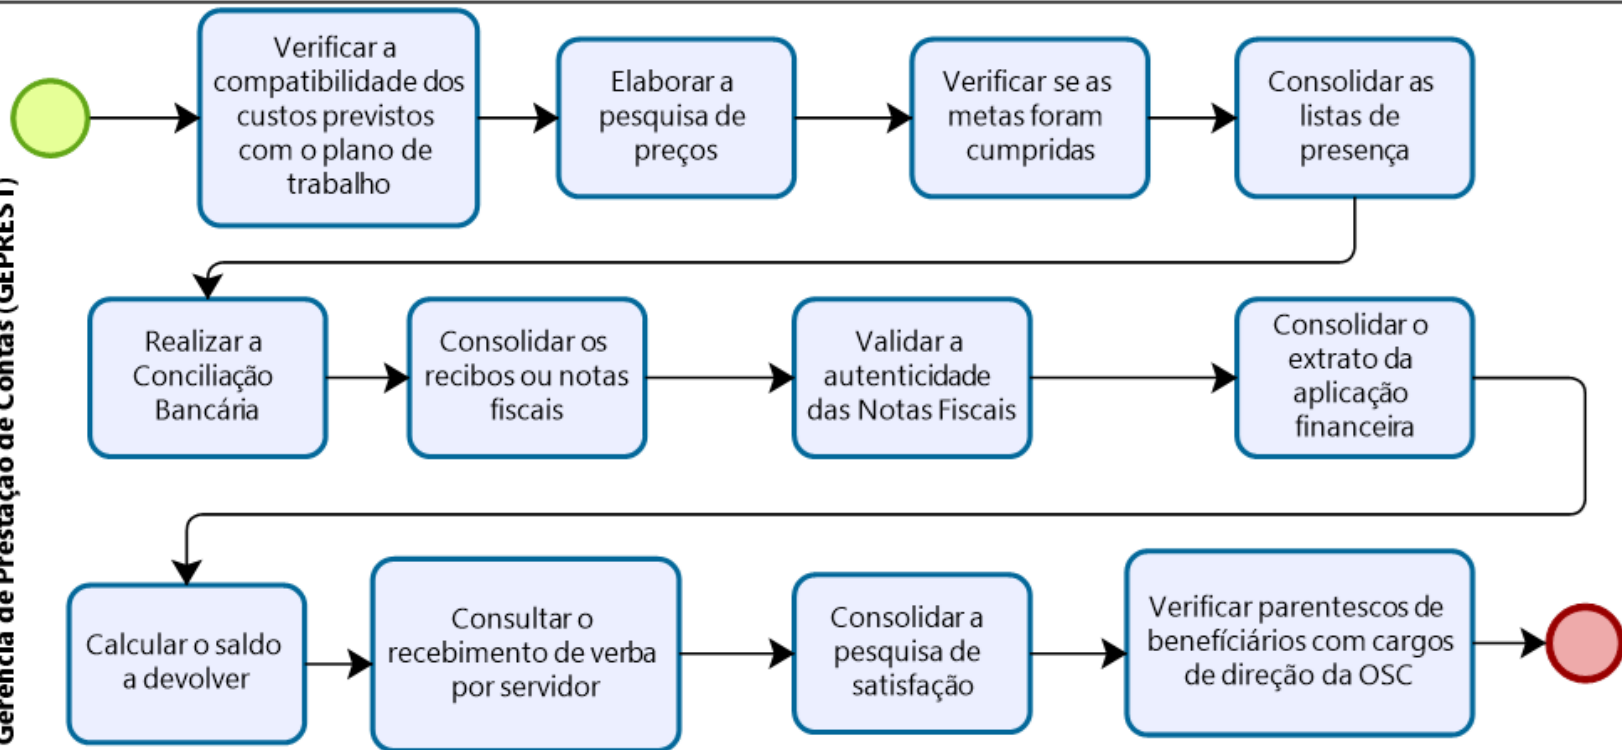 Gerência de Prestação de Contas (GEPREST)
Verificar a
compatibilidade dos
custos previstos
com o plano de
trabalho
Elaborar a
pesquisa de
preços
Verificar se as
metas foram
cumpridas
Consolidar as
listas de
presença
Realizar a
Conciliação
Bancária
Consolidar os
recibos ou notas
fiscais
Validar a
autenticidade
das Notas Fiscais
Consolidar o
extrato da
aplicação
financeira
Calcular o saldo
a devolver
Consultar o
recebimento de verba
por servidor
Consolidar a
pesquisa de
satisfação
Verificar parentescos de
benefíciários com cargos
de direção da OSC